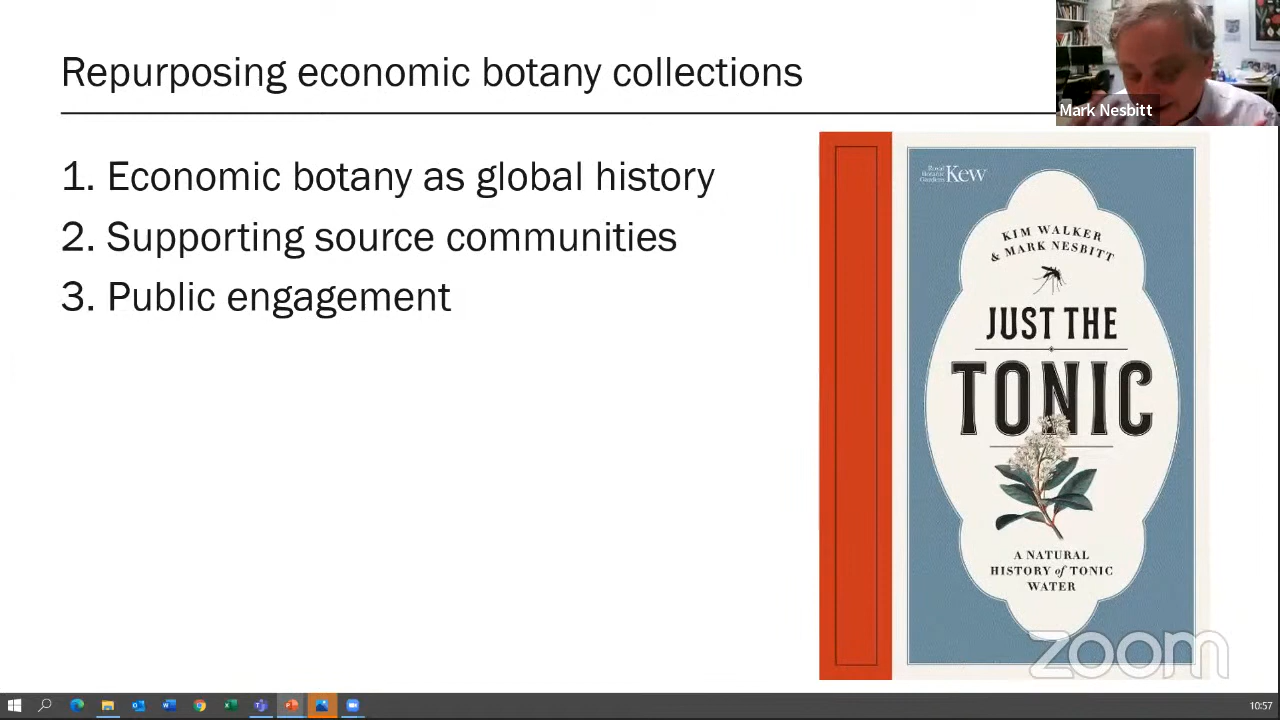 Repurposing economic botany collections
Mark Nesbitt
1. Economic botany as global history
2. Supporting source communities
3. Public engagement
Royal
Botanic
Gardens
Kew
KIM WALKER
& MARK NESBITT
JUST THE
TONIC
A NATURAL
HISTORY of TONIC
WATER
zoom
10:57